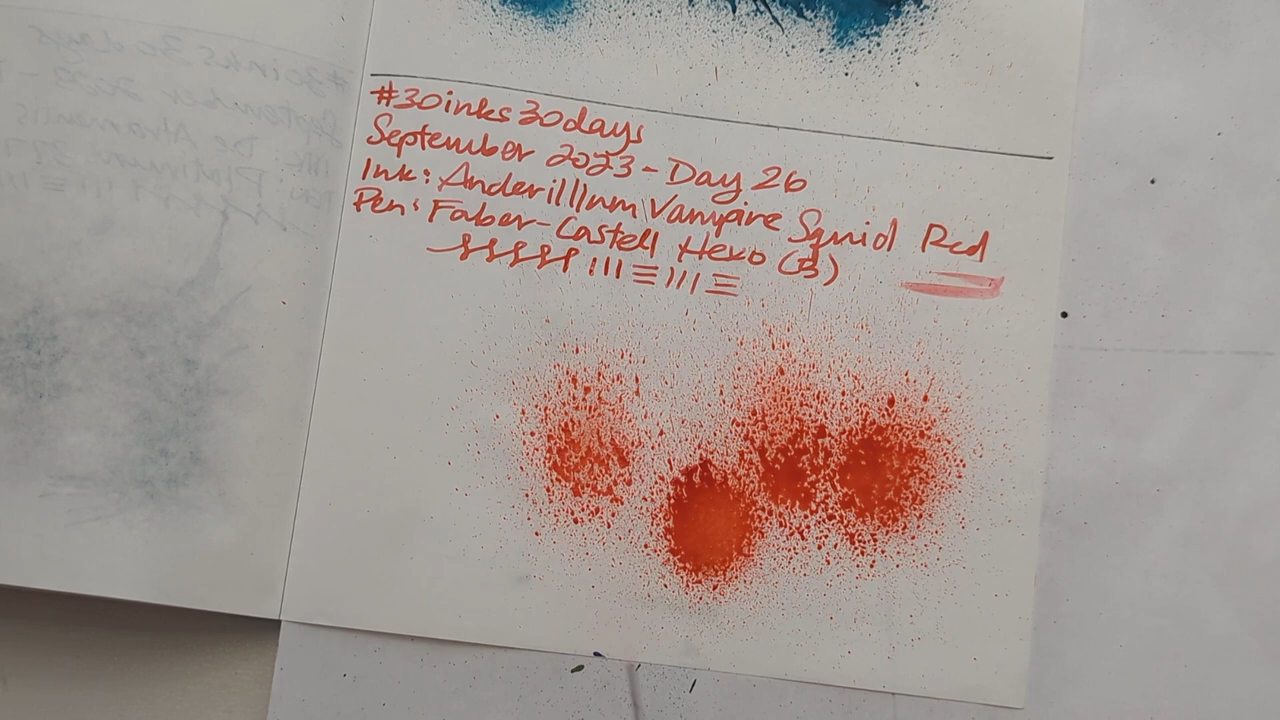 #30inks30days
September 2023 - Day 26
Ink: Anderillium Vampire Squid Red
Pen: Faber-Castell Hexo (B)